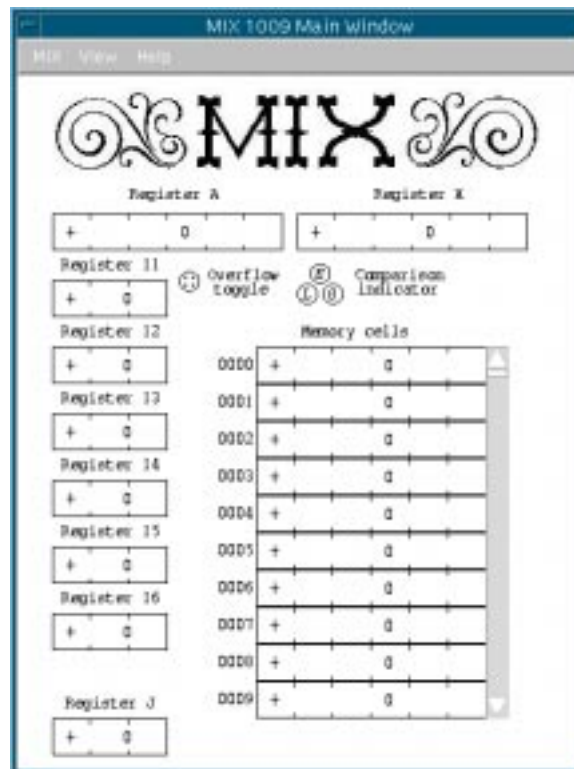 MIX 1009 Main Window
MIX View Help
MIX
Register A Register X
+ 0 + 0
Register I1
Overflow toggle
E L G
Comparison indicator
+ 0
Register I2
Memory cells
+ 0
0000 + 0
Register I3
0001 + 0
+ 0
0002 + 0
Register I4
0003 + 0
+ 0
0004 + 0
Register I5
0005 + 0
+ 0
0006 + 0
Register I6
+ 0
0007 + 0
0008 + 0
Register J
0009 + 0
+ 0